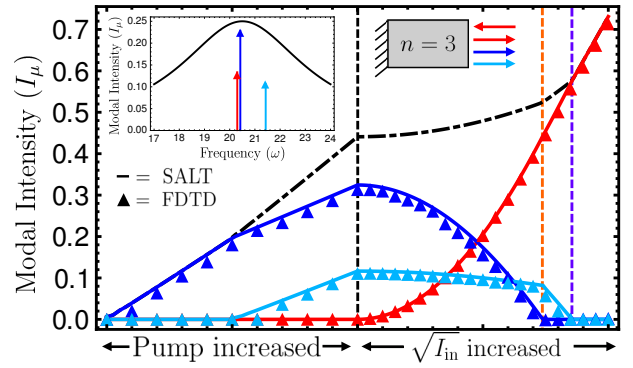 Modal Intensity (I_μ)
0.7
0.6
0.5
0.4
0.3
0.2
0.1
0.0
Modal Intensity (I_μ)
0.25
0.20
0.15
0.10
0.05
0.00
17 18 19 20 21 22 23 24
Frequency (ω)
n = 3
= SALT
= FDTD
Pump increased
√I_in increased